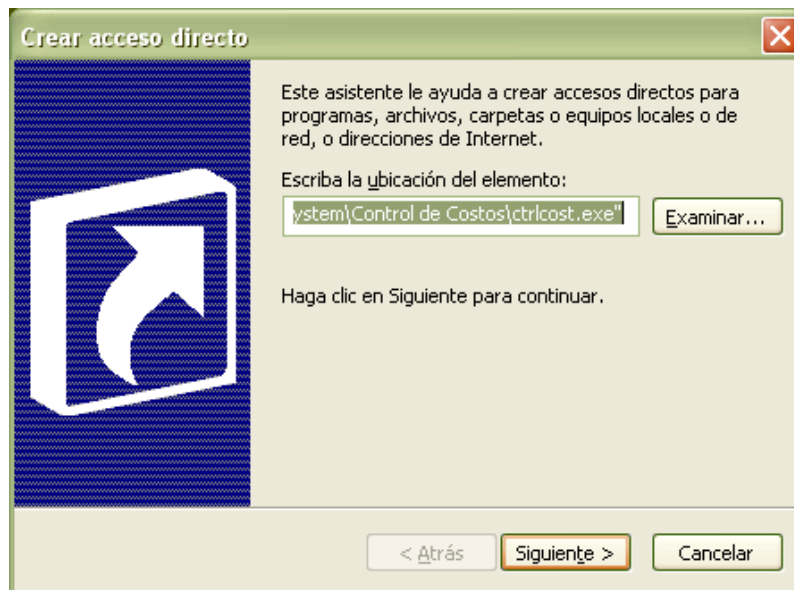 Crear acceso directo
Este asistente le ayuda a crear accesos directos para
programas, archivos, carpetas o equipos locales o de
red, o direcciones de Internet.
Escriba la ubicación del elemento:
ystem\Control de Costos\ctrlcost.exe"
Examinar...
Haga clic en Siguiente para continuar.
< Atrás
Siguiente >
Cancelar